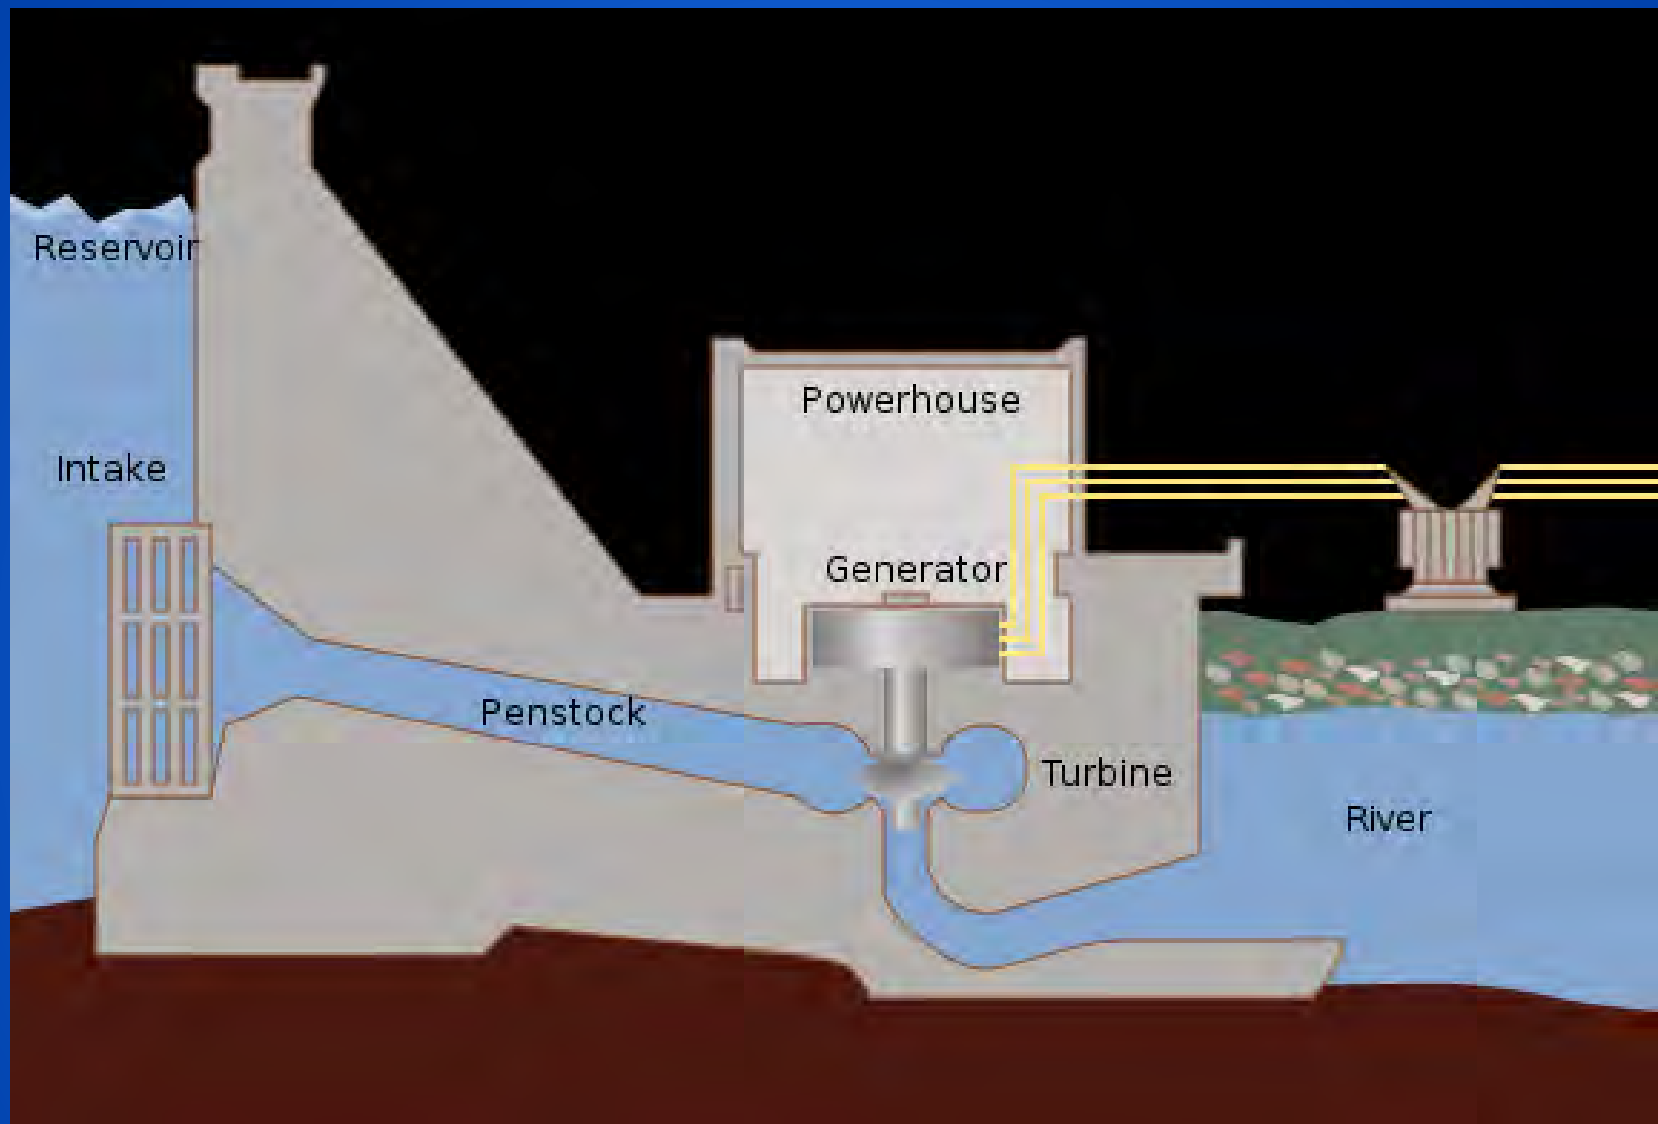 Reservoir
Intake
Powerhouse
Generator
Penstock
Turbine
River